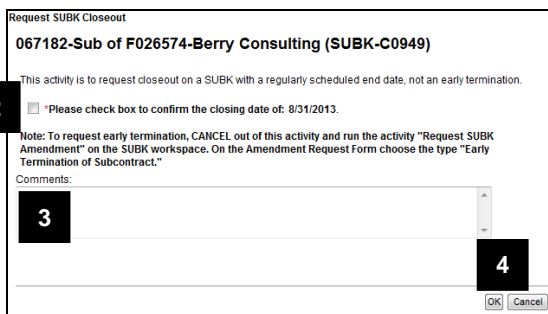 Request SUBK Closeout
067182-Sub of F026574-Berry Consulting (SUBK-C0949)
This activity is to request closeout on a SUBK with a regularly scheduled end date, not an early termination.
*Please check box to confirm the closing date of: 8/31/2013.
Note: To request early termination, CANCEL out of this activity and run the activity "Request SUBK
Amendment" on the SUBK workspace. On the Amendment Request Form choose the type "Early
Termination of Subcontract."
Comments:
3
4
OK Cancel